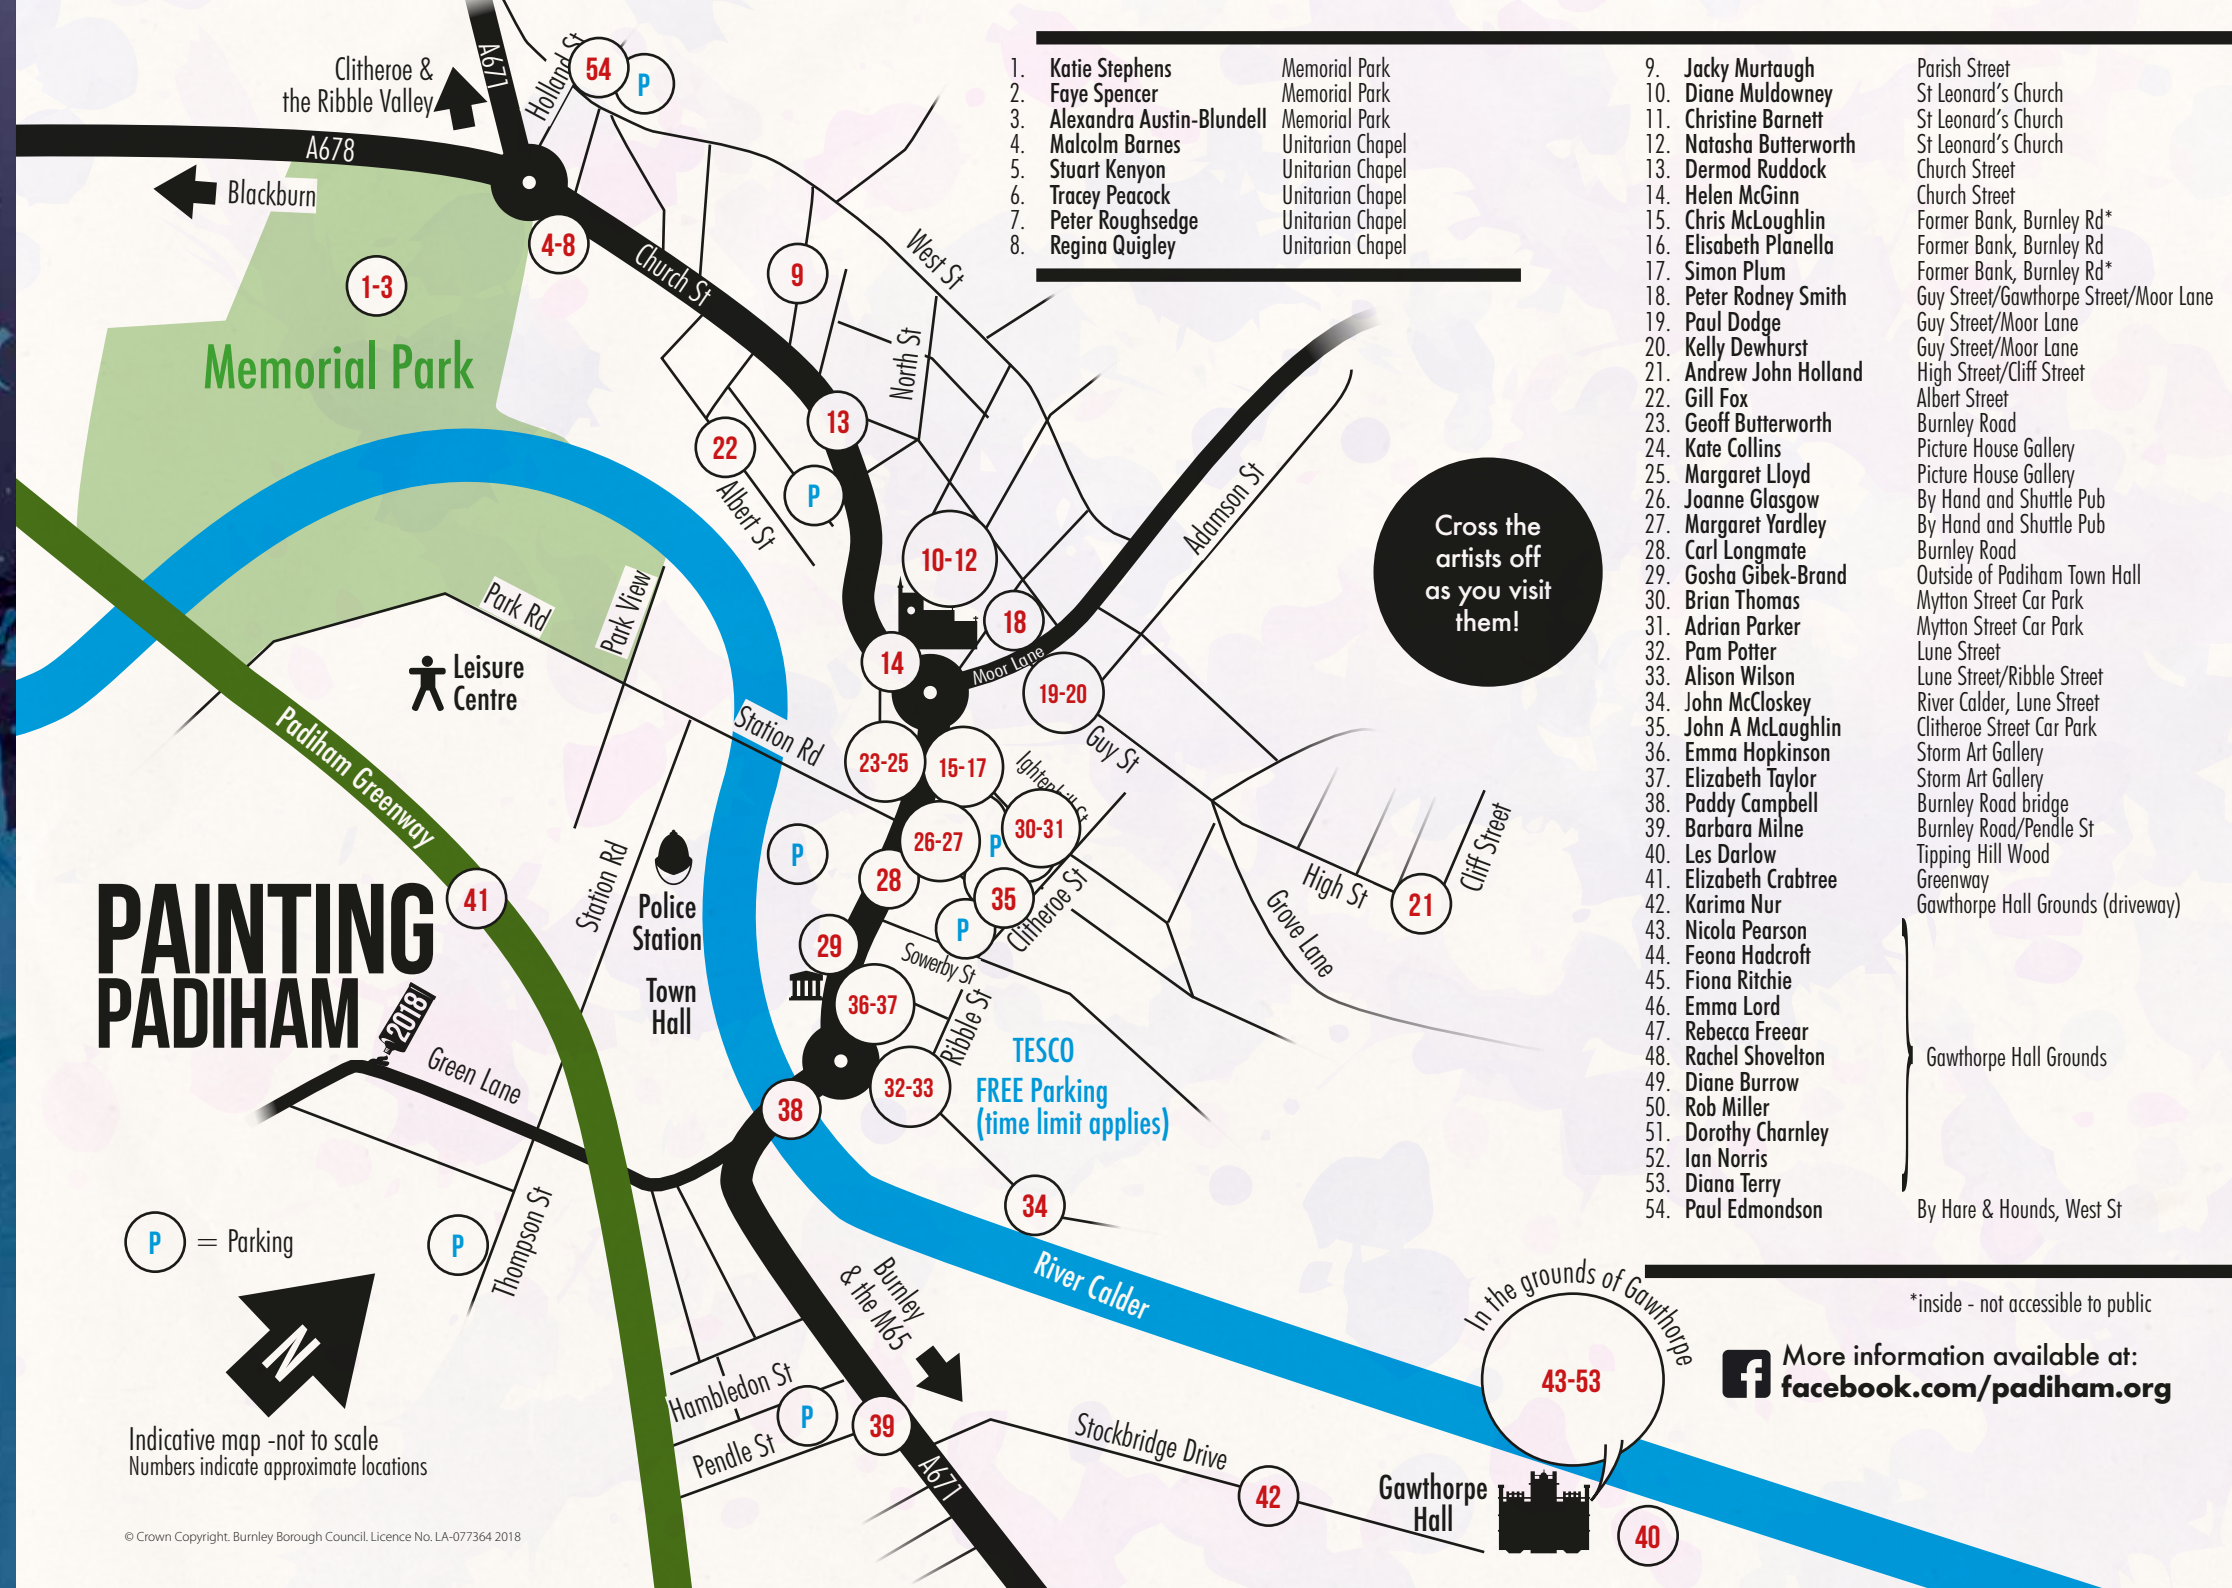 Clitheroe &
the Ribble Valley
A671
Holland St
54
P
A678
Blackburn
4-8
1-3
Memorial Park
Church St
9
West St
North St
13
22
Albert St
P
10-12
18
Adamson St
14
Moor Lane
19-20
Guy St
Park Rd
Park View
Leisure
Centre
Station Rd
23-25
15-17
Ightenhill St
26-27
P
30-31
28
35
P
Clitheroe St
P
Padiham Greenway
41
Station Rd
Police
Station
Town
Hall
29
Sowerby St
36-37
Ribble St
32-33
38
High St
21
Cliff Street
Grove Lane
TESCO
FREE Parking
(time limit applies)
34
River Calder
PAINTING
PADIHAM
2018
Green Lane
Thompson St
P
P = Parking
N
Indicative map -not to scale
Numbers indicate approximate locations
© Crown Copyright. Burnley Borough Council. Licence No. LA-077364 2018
Burnley
& the M65
Hambledon St
P
Pendle St
39
A671
Stockbridge Drive
42
Gawthorpe
Hall
40
In the grounds of Gawthorpe
43-53
Cross the
artists off
as you visit
them!
1. Katie Stephens Memorial Park
2. Faye Spencer Memorial Park
3. Alexandra Austin-Blundell Memorial Park
4. Malcolm Barnes Unitarian Chapel
5. Stuart Kenyon Unitarian Chapel
6. Tracey Peacock Unitarian Chapel
7. Peter Roughsedge Unitarian Chapel
8. Regina Quigley Unitarian Chapel
9. Jacky Murtaugh Parish Street
10. Diane Muldowney St Leonard's Church
11. Christine Barnett St Leonard's Church
12. Natasha Butterworth St Leonard's Church
13. Dermod Ruddock Church Street
14. Helen McGinn Church Street
15. Chris McLoughlin Former Bank, Burnley Rd*
16. Elisabeth Planella Former Bank, Burnley Rd
17. Simon Plum Former Bank, Burnley Rd*
18. Peter Rodney Smith Guy Street/Gawthorpe Street/Moor Lane
19. Paul Dodge Guy Street/Moor Lane
20. Kelly Dewhurst Guy Street/Moor Lane
21. Andrew John Holland High Street/Cliff Street
22. Gill Fox Albert Street
23. Geoff Butterworth Burnley Road
24. Kate Collins Picture House Gallery
25. Margaret Lloyd Picture House Gallery
26. Joanne Glasgow By Hand and Shuttle Pub
27. Margaret Yardley By Hand and Shuttle Pub
28. Carl Longmate Burnley Road
29. Gosha Gibek-Brand Outside of Padiham Town Hall
30. Brian Thomas Mytton Street Car Park
31. Adrian Parker Mytton Street Car Park
32. Pam Potter Lune Street
33. Alison Wilson Lune Street/Ribble Street
34. John McCloskey River Calder, Lune Street
35. John A McLaughlin Clitheroe Street Car Park
36. Emma Hopkinson Storm Art Gallery
37. Elizabeth Taylor Storm Art Gallery
38. Paddy Campbell Burnley Road bridge
39. Barbara Milne Burnley Road/Pendle St
40. Les Darlow Tipping Hill Wood
41. Elizabeth Crabtree Greenway
42. Karima Nur Gawthorpe Hall Grounds (driveway)
43. Nicola Pearson
44. Feona Hadcroft
45. Fiona Ritchie
46. Emma Lord
47. Rebecca Freear
48. Rachel Shovelton Gawthorpe Hall Grounds
49. Diane Burrow
50. Rob Miller
51. Dorothy Charnley
52. Ian Norris
53. Diana Terry
54. Paul Edmondson By Hare & Hounds, West St
*inside - not accessible to public
f
More information available at:
facebook.com/padiham.org